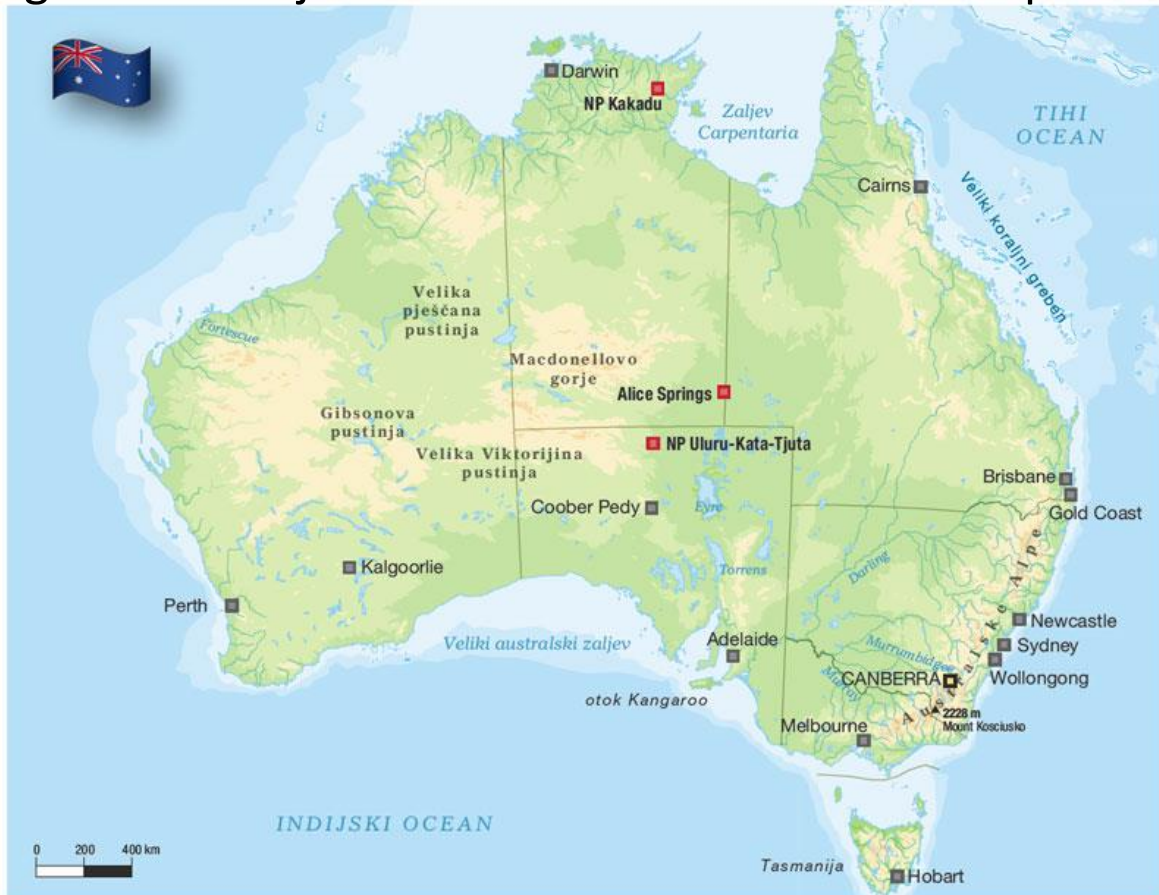 Darwin
NP Kakadu
Zaljev
Carpentaria
TIHI
OCEAN
Cairns
Veliki koraljni greben
Velika
pješčana
pustinja
Fortescue
Macdonellovo
gorje
Alice Springs
Gibsonova
pustinja
Velika Viktorijina
pustinja
NP Uluru-Kata-Tjuta
Brisbane
Gold Coast
Coober Pedy
Eyre
Kalgoorlie
Torrens
Darling
Australske Alpe
Perth
Newcastle
Veliki australski zaljev
Adelaide
Murrumbidgee
Sydney
CANBERRA
Wollongong
Murray
otok Kangaroo
2228 m
Mount Kosciusko
Melbourne
INDIJSKI OCEAN
0 200 400 km
Tasmanija
Hobart